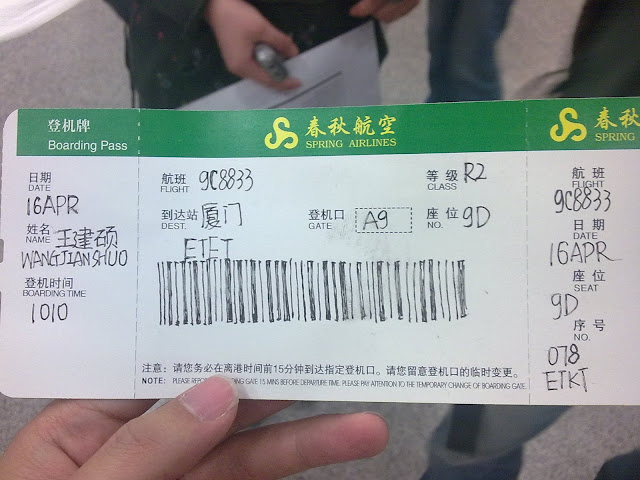 登机牌
Boarding Pass
春秋航空
SPRING AIRLINES
日期
DATE
16APR
姓名
NAME 王建硕
WANGJIANSHUO
登机时间
BOARDING TIME
1010
航班
FLIGHT 9C8833
等级
CLASS R2
到达站
DEST. 厦门
登机口
GATE A9
座位
NO. 9D
ETKT
注意：请您务必在离港时间前15分钟到达指定登机口。请您留意登机口的临时变更。
NOTE: PLEASE GATE 15 MINS BEFORE DEPARTURE TIME. PLEASE PAY ATTENTION TO THE TEMPORARY CHANGE OF BOARDING GATE
春秋航
SPRING AIRL
航班
FLIGHT
9C8833
日期
DATE
16APR
座位
SEAT
9D
序号
NO.
078
ETKT